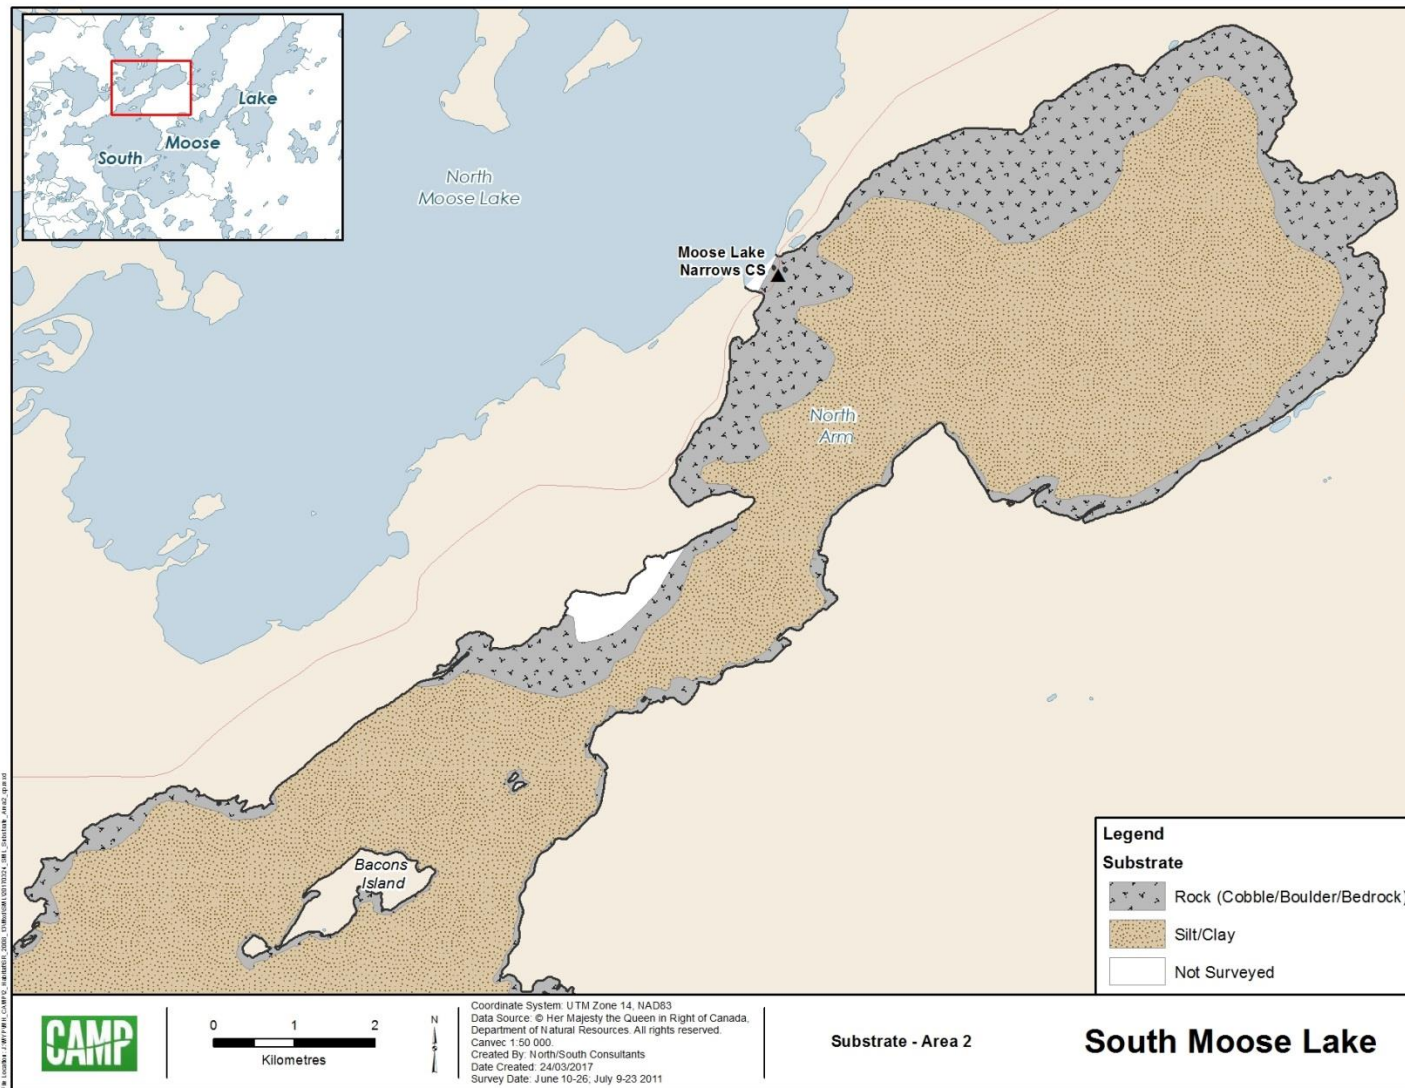 Lake
Moose
South
North
Moose Lake
Moose Lake
Narrows CS
North
Arm
Bacons
Island
Legend
Substrate
Rock (Cobble/Boulder/Bedrock)
Silt/Clay
Not Surveyed
CAMP
0 1 2
Kilometres
N
Coordinate System: UTM Zone 14, NAD83
Data Source: © Her Majesty the Queen in Right of Canada,
Department of Natural Resources. All rights reserved.
Canvec 1:50 000.
Created By: North/South Consultants
Date Created: 24/03/2017
Survey Date: June 10-26; July 9-23 2011
Substrate - Area 2
South Moose Lake